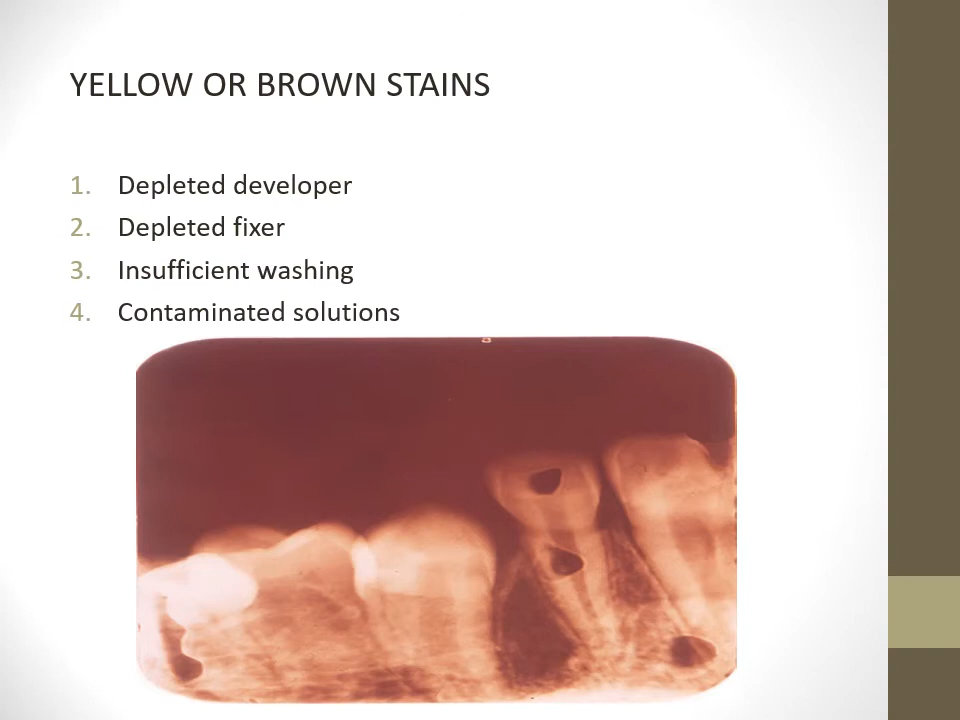 YELLOW OR BROWN STAINS
1. Depleted developer
2. Depleted fixer
3. Insufficient washing
4. Contaminated solutions